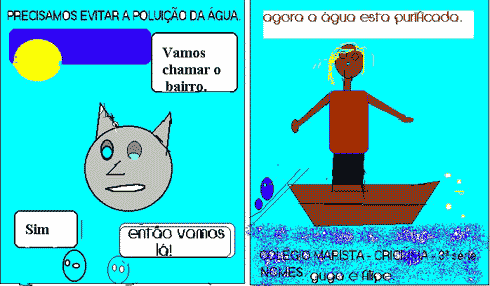 PRECISAMOS EVITAR A POLUIÇÃO DA ÁGUA.
Vamos
chamar o
bairro.
Sim
então vamos
lá!
agora a água esta purificada.
COLÉGIO MARISTA - CRICIÚMA - 3ª série
NOMES
guga e filipe